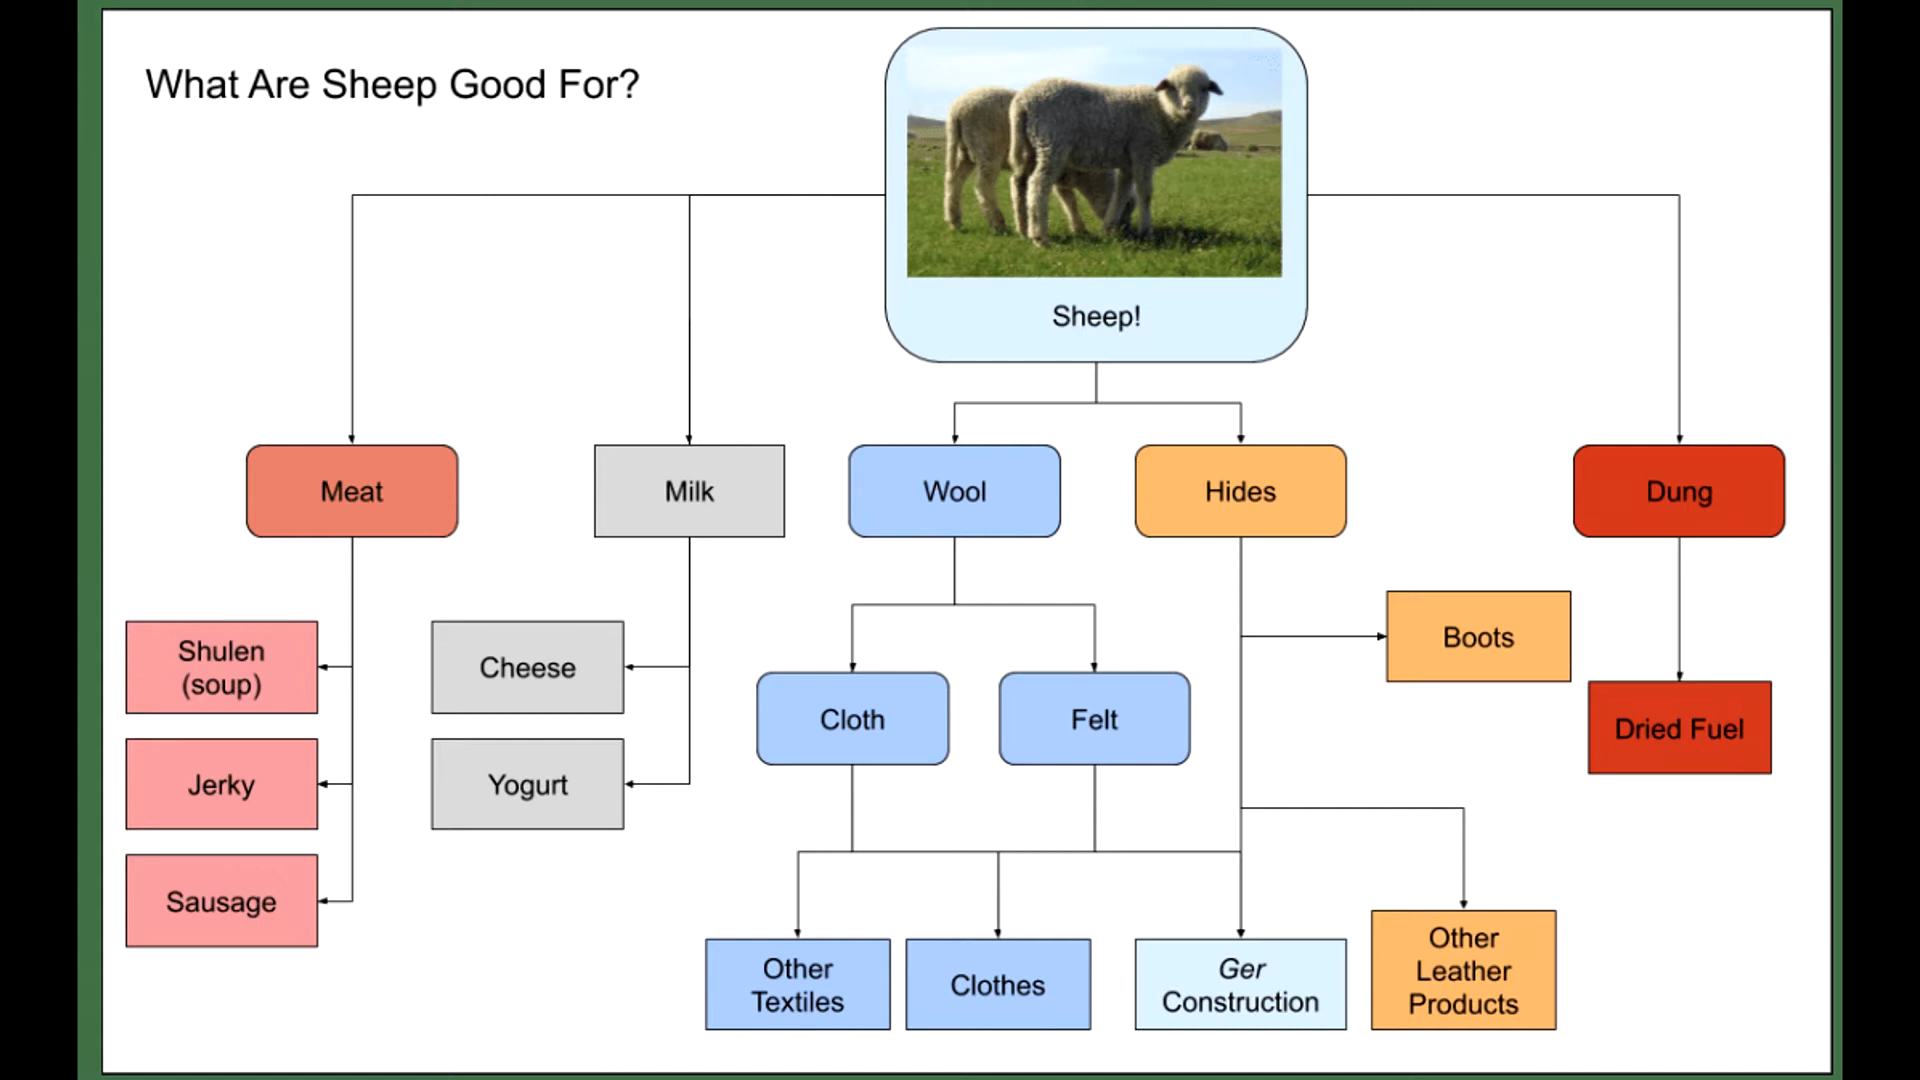 What Are Sheep Good For?
Sheep!
Meat
Milk
Wool
Hides
Dung
Shulen
(soup)
Cheese
Boots
Cloth
Felt
Dried Fuel
Jerky
Yogurt
Sausage
Other
Textiles
Clothes
Ger
Construction
Other
Leather
Products